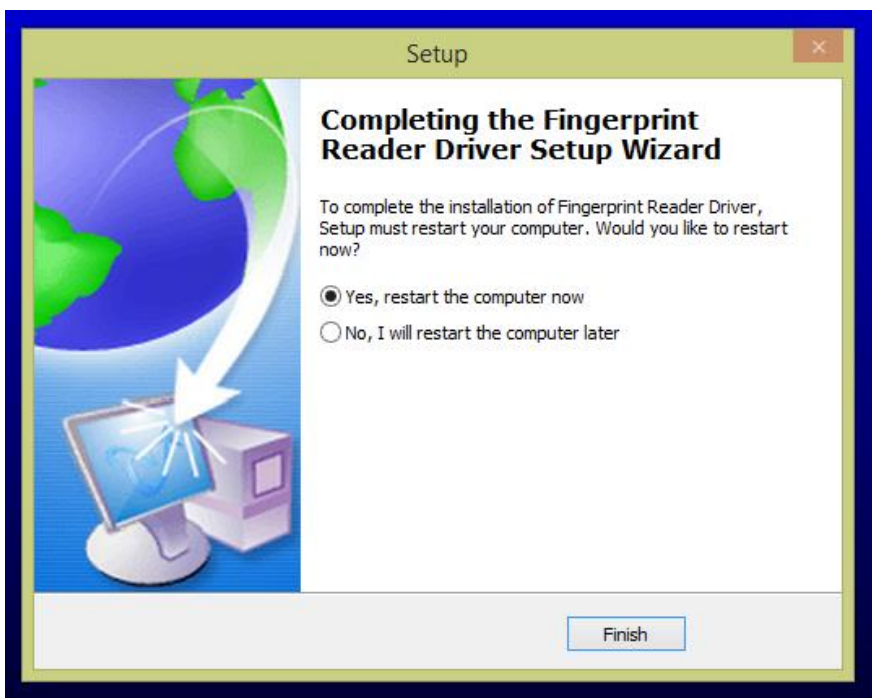 Setup
Completing the Fingerprint
Reader Driver Setup Wizard
To complete the installation of Fingerprint Reader Driver,
Setup must restart your computer. Would you like to restart
now?
Yes, restart the computer now
No, I will restart the computer later
Finish